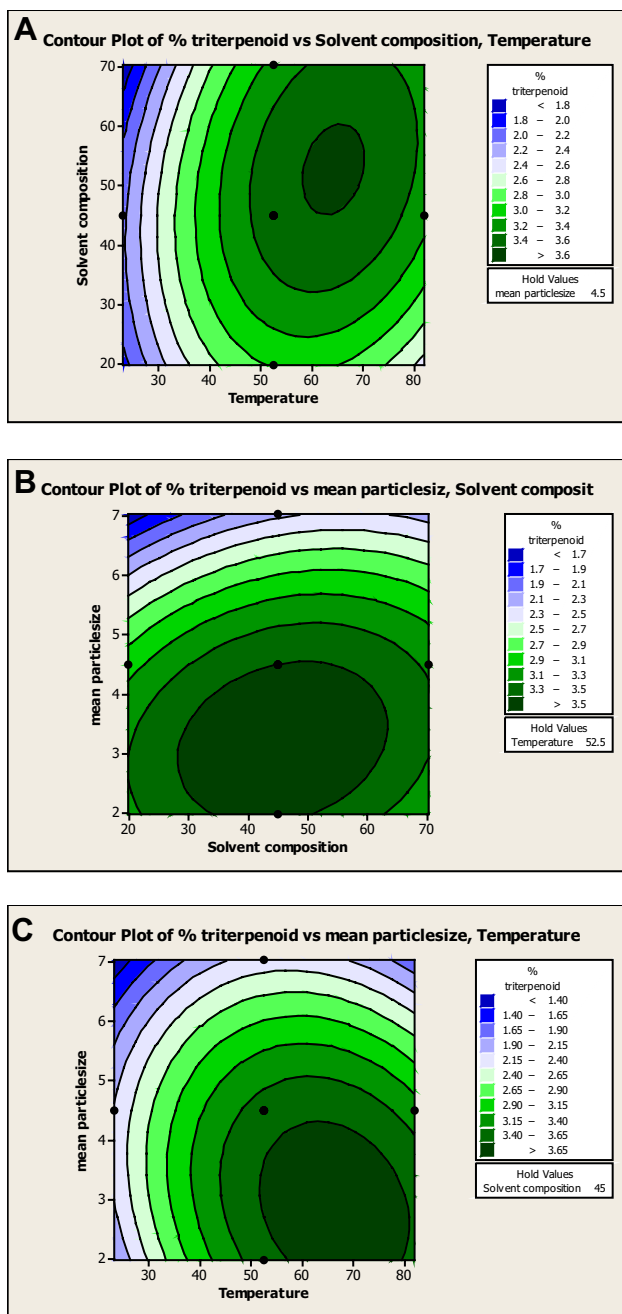 A
Contour Plot of % triterpenoid vs Solvent composition, Temperature
70
60
50
40
30
20
Solvent composition
30 40 50 60 70 80
Temperature
%
triterpenoid
< 1.8
1.8 – 2.0
2.0 – 2.2
2.2 – 2.4
2.4 – 2.6
2.6 – 2.8
2.8 – 3.0
3.0 – 3.2
3.2 – 3.4
3.4 – 3.6
> 3.6
Hold Values
mean particlesize 4.5
B
Contour Plot of % triterpenoid vs mean particlesiz, Solvent composit
7
6
5
4
3
2
mean particlesize
20 30 40 50 60 70
Solvent composition
%
triterpenoid
< 1.7
1.7 – 1.9
1.9 – 2.1
2.1 – 2.3
2.3 – 2.5
2.5 – 2.7
2.7 – 2.9
2.9 – 3.1
3.1 – 3.3
3.3 – 3.5
> 3.5
Hold Values
Temperature 52.5
C
Contour Plot of % triterpenoid vs mean particlesize, Temperature
7
6
5
4
3
2
mean particlesize
30 40 50 60 70 80
Temperature
%
triterpenoid
< 1.40
1.40 – 1.65
1.65 – 1.90
1.90 – 2.15
2.15 – 2.40
2.40 – 2.65
2.65 – 2.90
2.90 – 3.15
3.15 – 3.40
3.40 – 3.65
> 3.65
Hold Values
Solvent composition 45